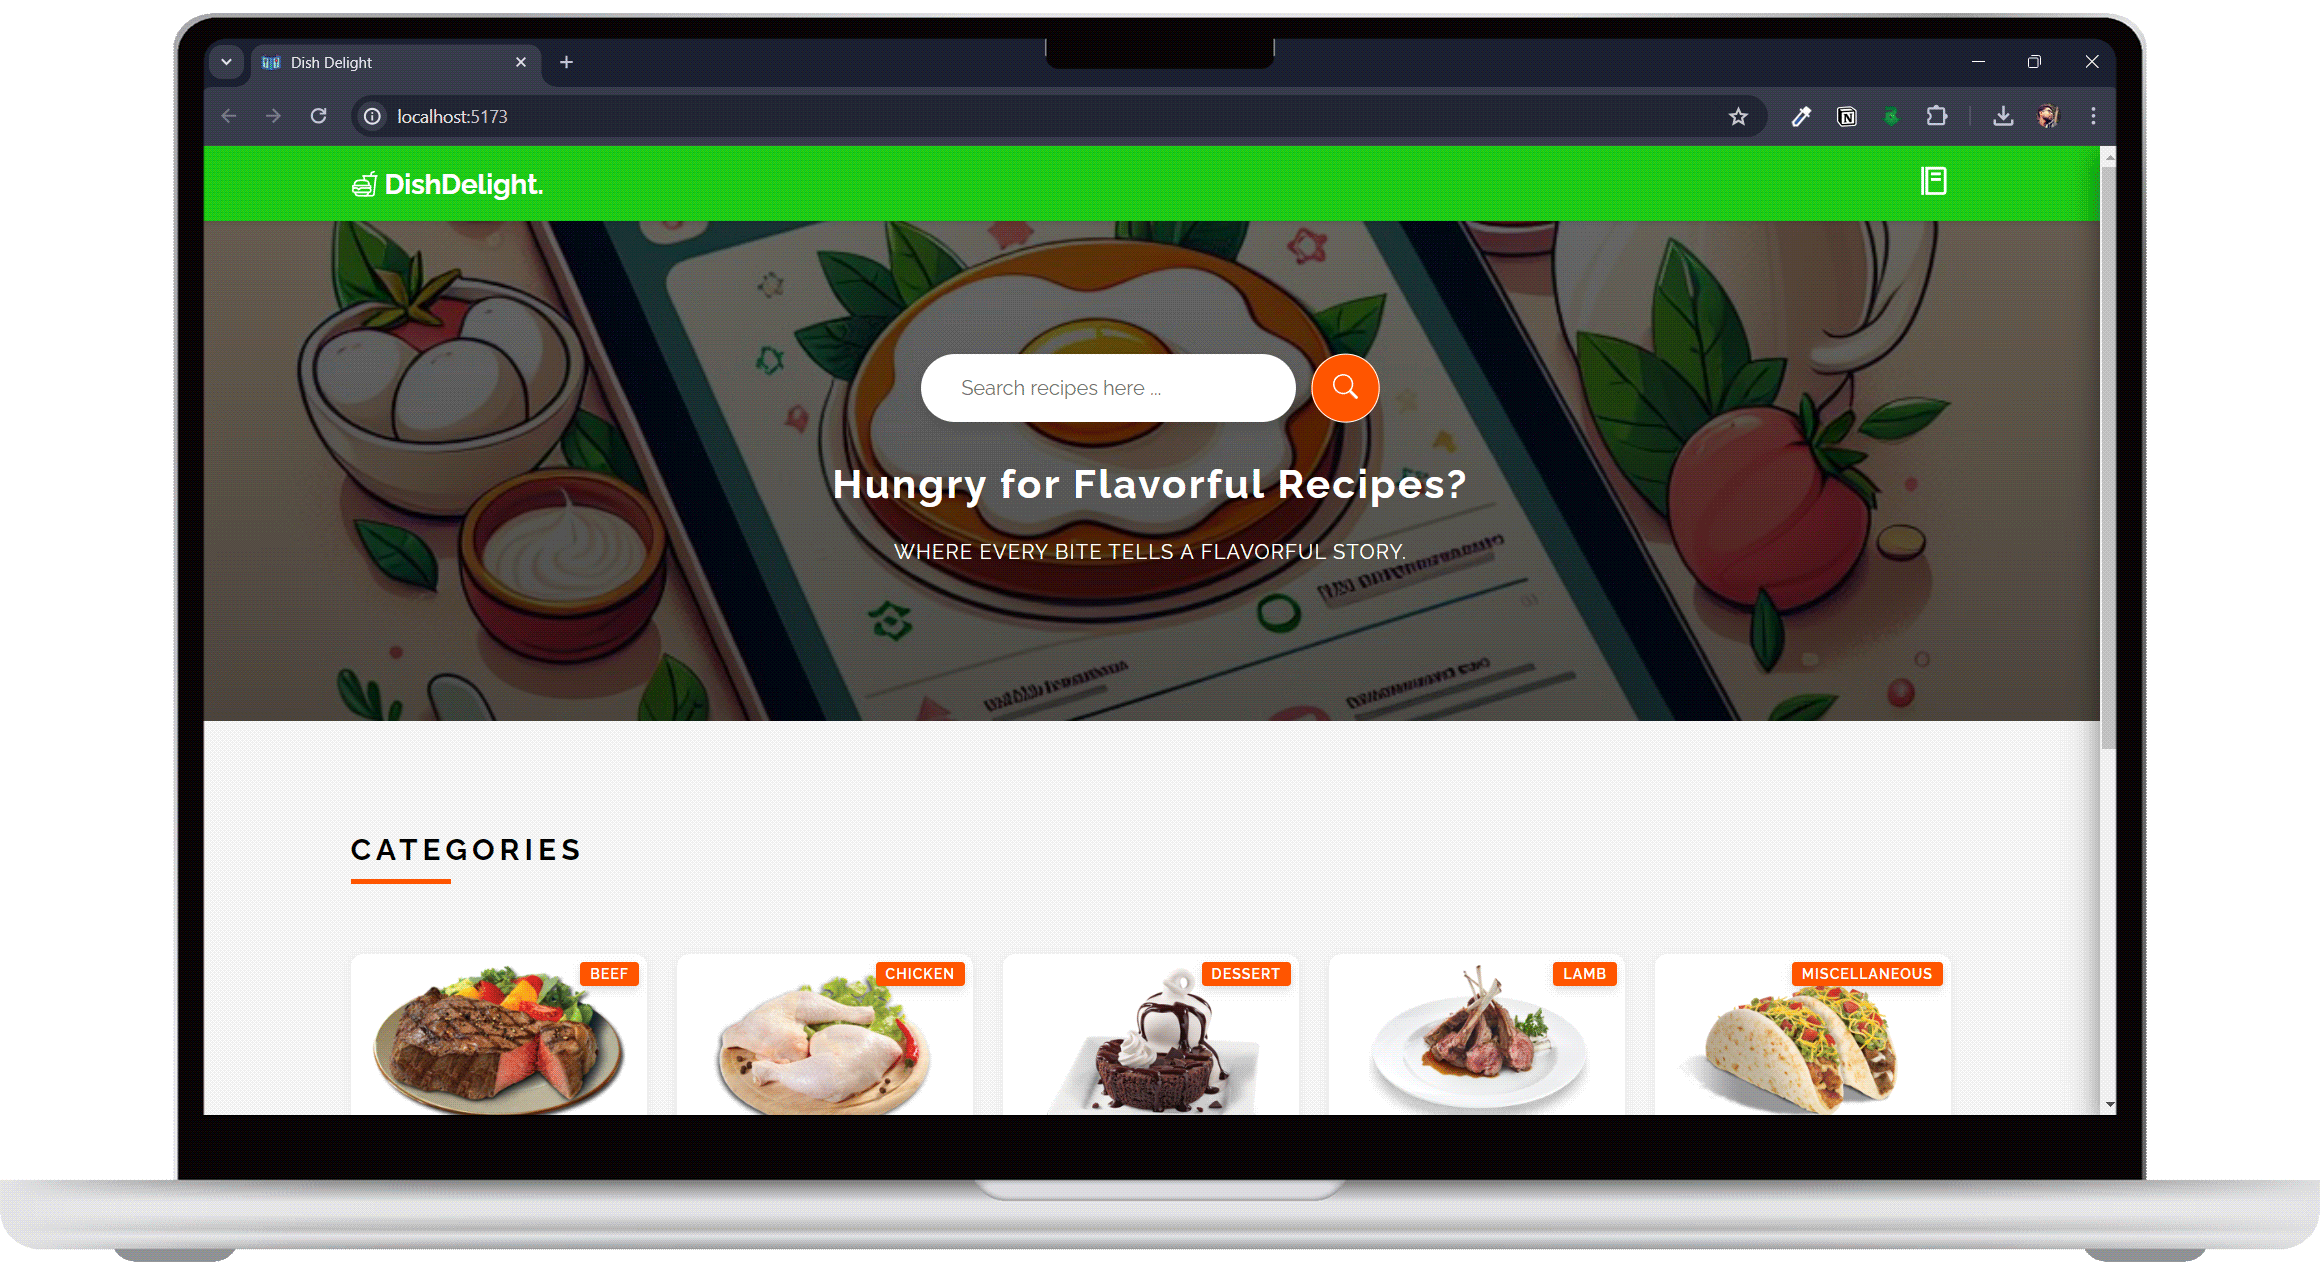 Dish Delight
localhost:5173
DishDelight.
Search recipes here ...
Hungry for Flavorful Recipes?
WHERE EVERY BITE TELLS A FLAVORFUL STORY.
CATEGORIES
BEEF
CHICKEN
DESSERT
LAMB
MISCELLANEOUS